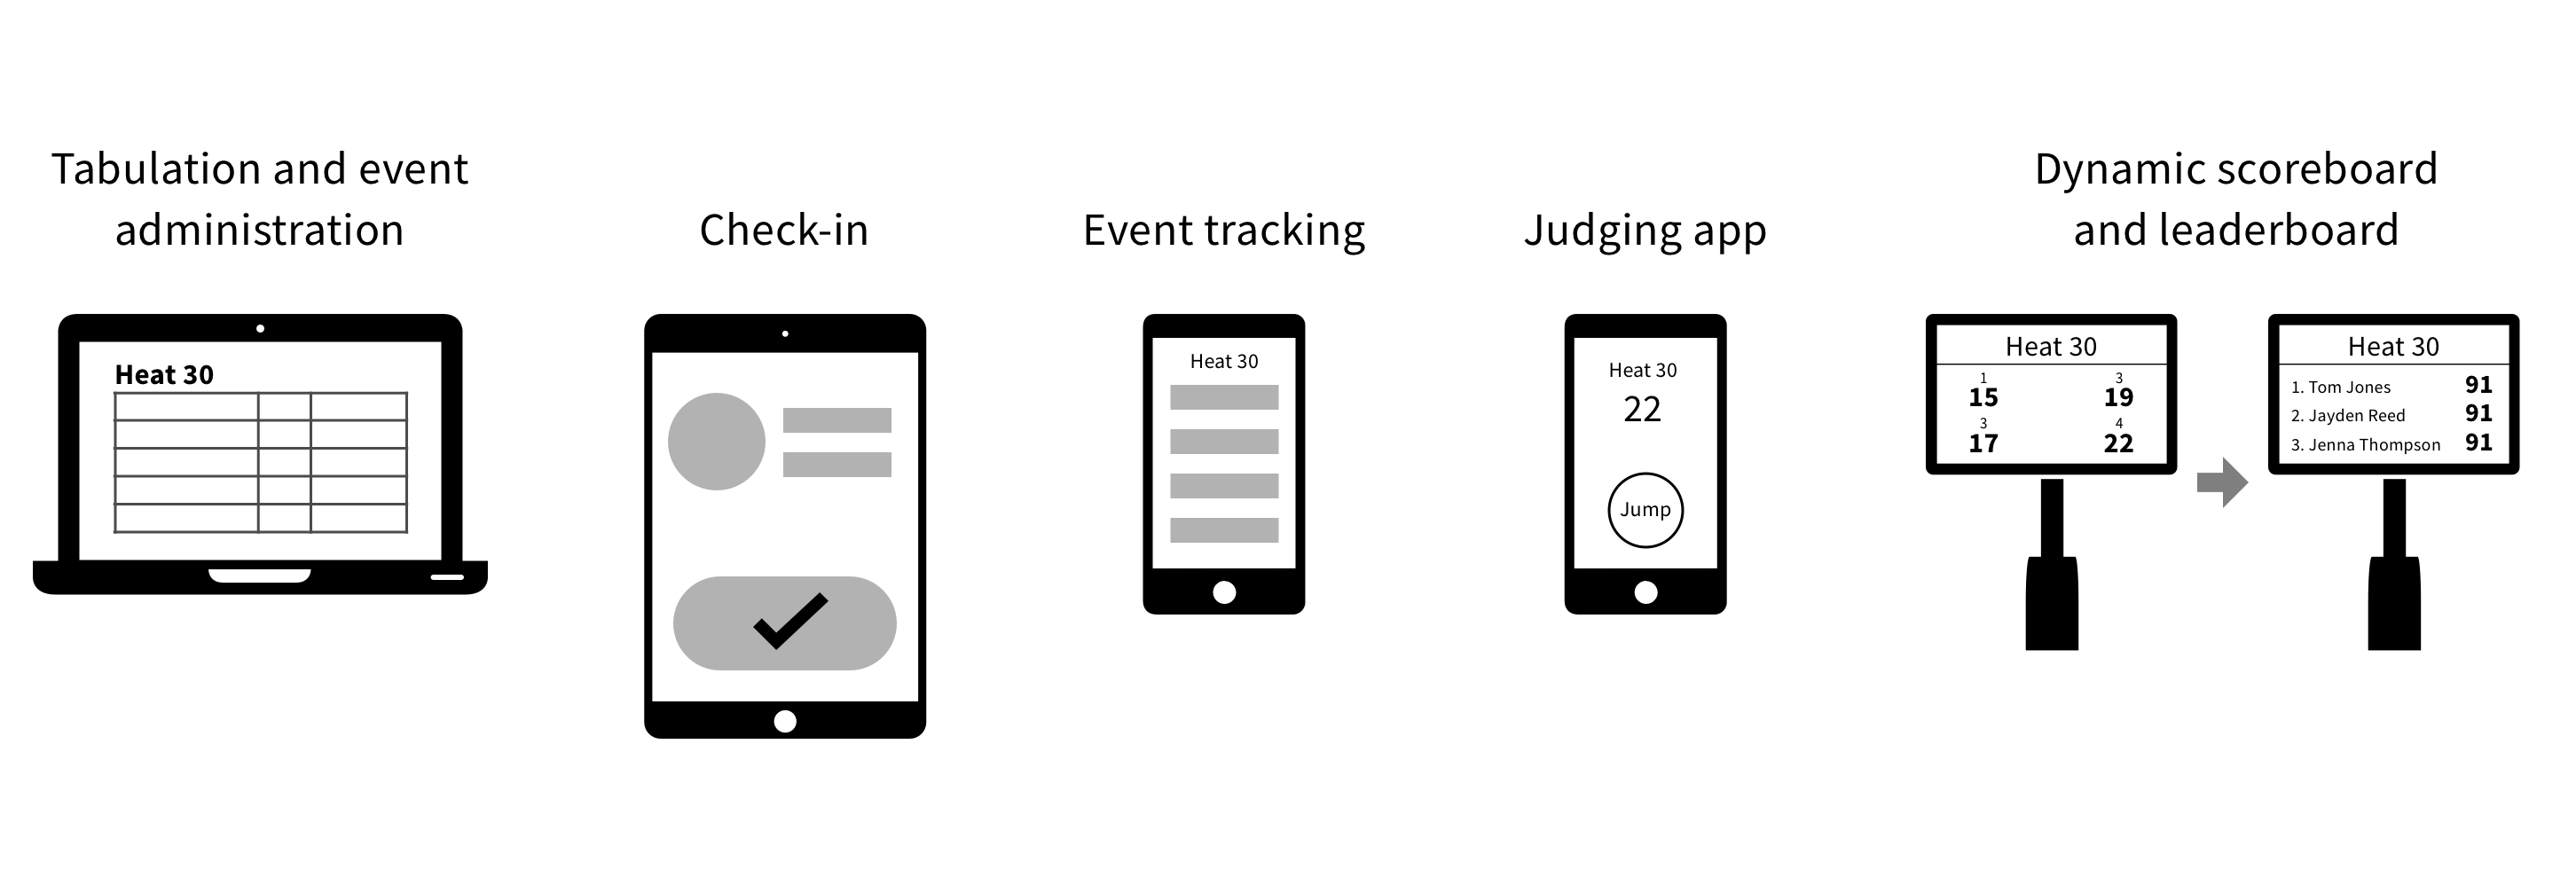 Tabulation and event
administration
Check-in
Event tracking
Judging app
Dynamic scoreboard
and leaderboard
Heat 30
Heat 30
Heat 30
22
Jump
Heat 30
1 3
15 19
3 4
17 22
Heat 30
1. Tom Jones 91
2. Jayden Reed 91
3. Jenna Thompson 91